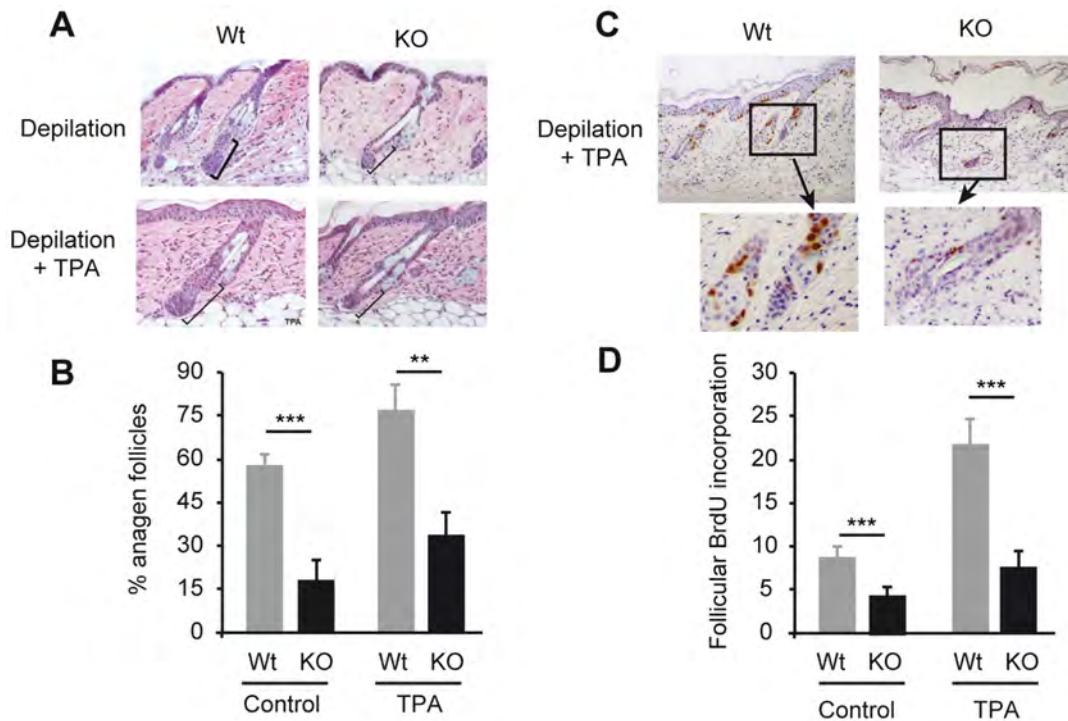 A
Wt
KO
Depilation
Depilation
+ TPA
TPA
B
% anagen follicles
90
75
60
45
30
15
0
***
**
Wt KO Wt KO
Control TPA
C
Wt
KO
Depilation
+ TPA
D
Follicular BrdU incorporation
30
25
20
15
10
5
0
***
***
Wt KO Wt KO
Control TPA